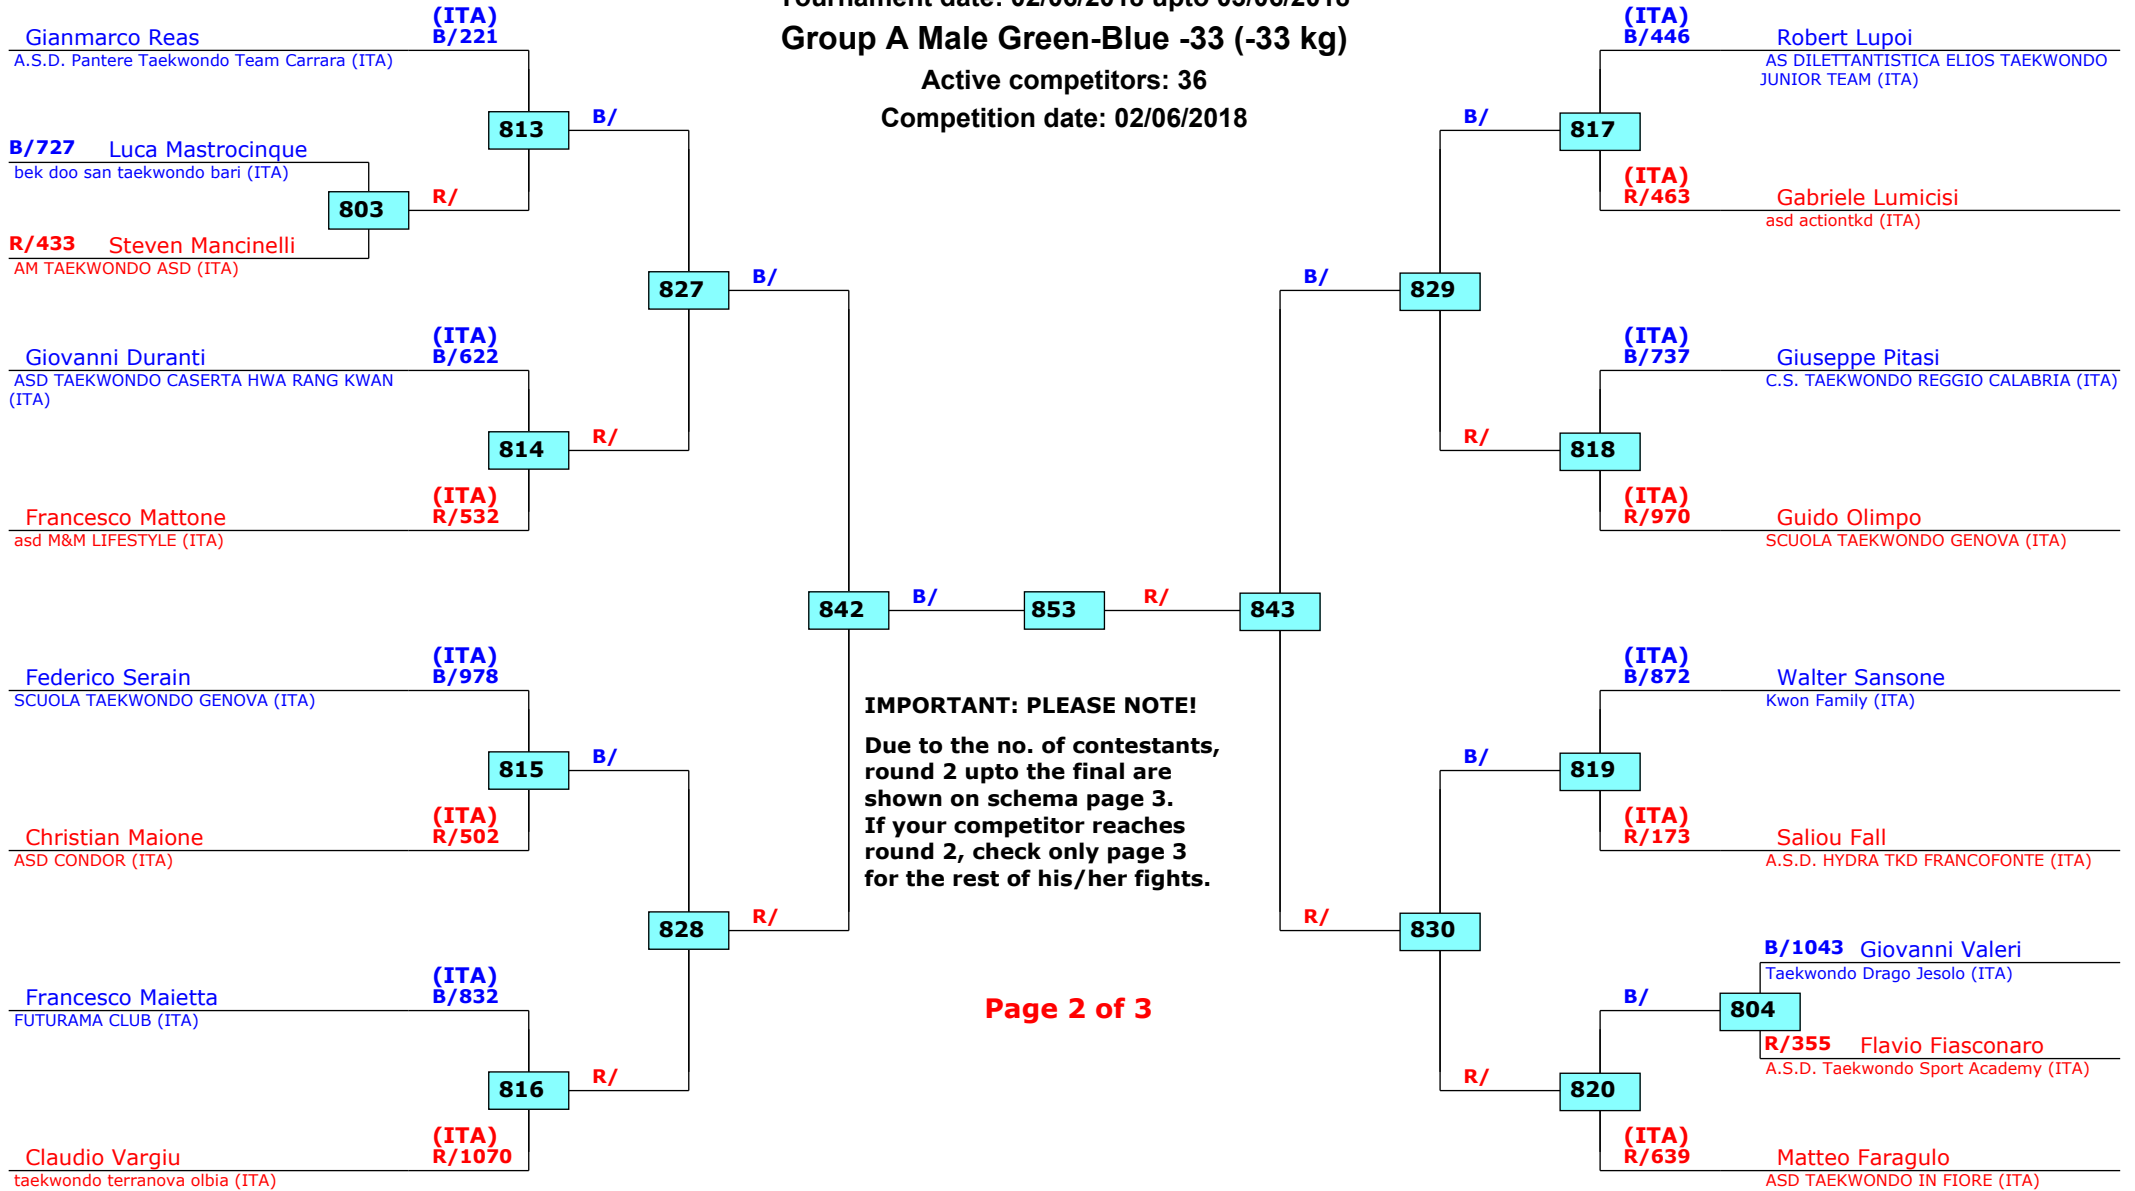 Tournament date: 02/06/2018 upto 03/06/2018
Group A Male Green-Blue -33 (-33 kg)
Active competitors: 36
Competition date: 02/06/2018
(ITA)
Gianmarco Reas B/221
A.S.D. Pantere Taekwondo Team Carrara (ITA)
813 B/
B/727 Luca Mastrocinque
bek doo san taekwondo bari (ITA)
803 R/
R/433 Steven Mancinelli
AM TAEKWONDO ASD (ITA)
827 B/
(ITA)
Giovanni Duranti B/622
ASD TAEKWONDO CASERTA HWA RANG KWAN
(ITA)
814 R/
(ITA)
Francesco Mattone R/532
asd M&M LIFESTYLE (ITA)
842 B/ 853 R/ 843
(ITA)
Federico Serain B/978
SCUOLA TAEKWONDO GENOVA (ITA)
815 B/
(ITA)
Christian Maione R/502
ASD CONDOR (ITA)
828 R/
(ITA)
Francesco Maietta B/832
FUTURAMA CLUB (ITA)
816 R/
(ITA)
Claudio Vargiu R/1070
taekwondo terranova olbia (ITA)
IMPORTANT: PLEASE NOTE!
Due to the no. of contestants,
round 2 upto the final are
shown on schema page 3.
If your competitor reaches
round 2, check only page 3
for the rest of his/her fights.
Page 2 of 3
(ITA)
B/446 Robert Lupoi
AS DILETTANTISTICA ELIOS TAEKWONDO
JUNIOR TEAM (ITA)
B/ 817
(ITA)
R/463 Gabriele Lumicisi
asd actiontkd (ITA)
B/ 829
(ITA)
B/737 Giuseppe Pitasi
C.S. TAEKWONDO REGGIO CALABRIA (ITA)
R/ 818
(ITA)
R/970 Guido Olimpo
SCUOLA TAEKWONDO GENOVA (ITA)
(ITA)
B/872 Walter Sansone
Kwon Family (ITA)
B/ 819
(ITA)
R/173 Saliou Fall
A.S.D. HYDRA TKD FRANCOFONTE (ITA)
R/ 830
B/1043 Giovanni Valeri
Taekwondo Drago Jesolo (ITA)
B/ 804
R/355 Flavio Fiasconaro
A.S.D. Taekwondo Sport Academy (ITA)
R/ 820
(ITA)
R/639 Matteo Faragulo
ASD TAEKWONDO IN FIORE (ITA)